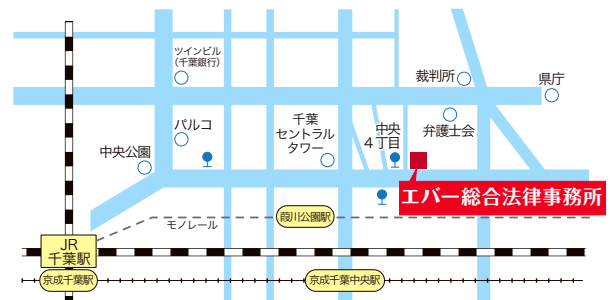 ツインビル
（千葉銀行）
裁判所
県庁
パルコ
千葉
セントラル
タワー
中央
４丁目
弁護士会
中央公園
エバー総合法律事務所
葭川公園駅
モノレール
JR
千葉駅
京成千葉駅
京成千葉中央駅